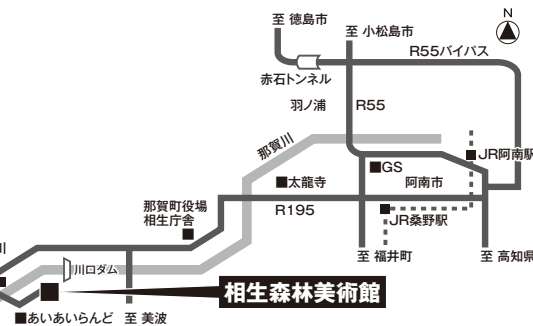 N
至 徳島市
至 小松島市
R55バイパス
赤石トンネル
羽ノ浦
R55
那賀川
JR阿南駅
GS
太龍寺
阿南市
那賀町役場
相生庁舎
R195
JR桑野駅
至 福井町
至 高知県
川
川口ダム
相生森林美術館
あいあいらんど
至 美波